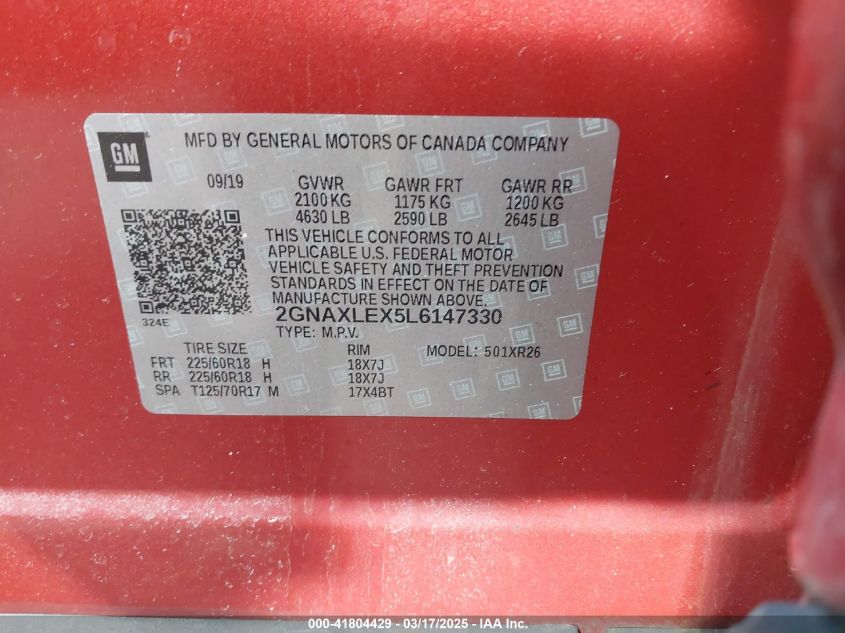 GM
MFD BY GENERAL MOTORS OF CANADA COMPANY
09/19 GVWR GAWR FRT GAWR RR
2100 KG 1175 KG 1200 KG
4630 LB 2590 LB 2645 LB
THIS VEHICLE CONFORMS TO ALL
APPLICABLE U.S. FEDERAL MOTOR
VEHICLE SAFETY AND THEFT PREVENTION
STANDARDS IN EFFECT ON THE DATE OF
MANUFACTURE SHOWN ABOVE.
324E
2GNAXLEX5L6147330
TYPE: M.P.V.
TIRE SIZE RIM MODEL: 501XR26
FRT 225/60R18 H 18X7J
RR 225/60R18 H 18X7J
SPA T125/70R17 M 17X4BT
000-41804429 - 03/17/2025 - IAA Inc.